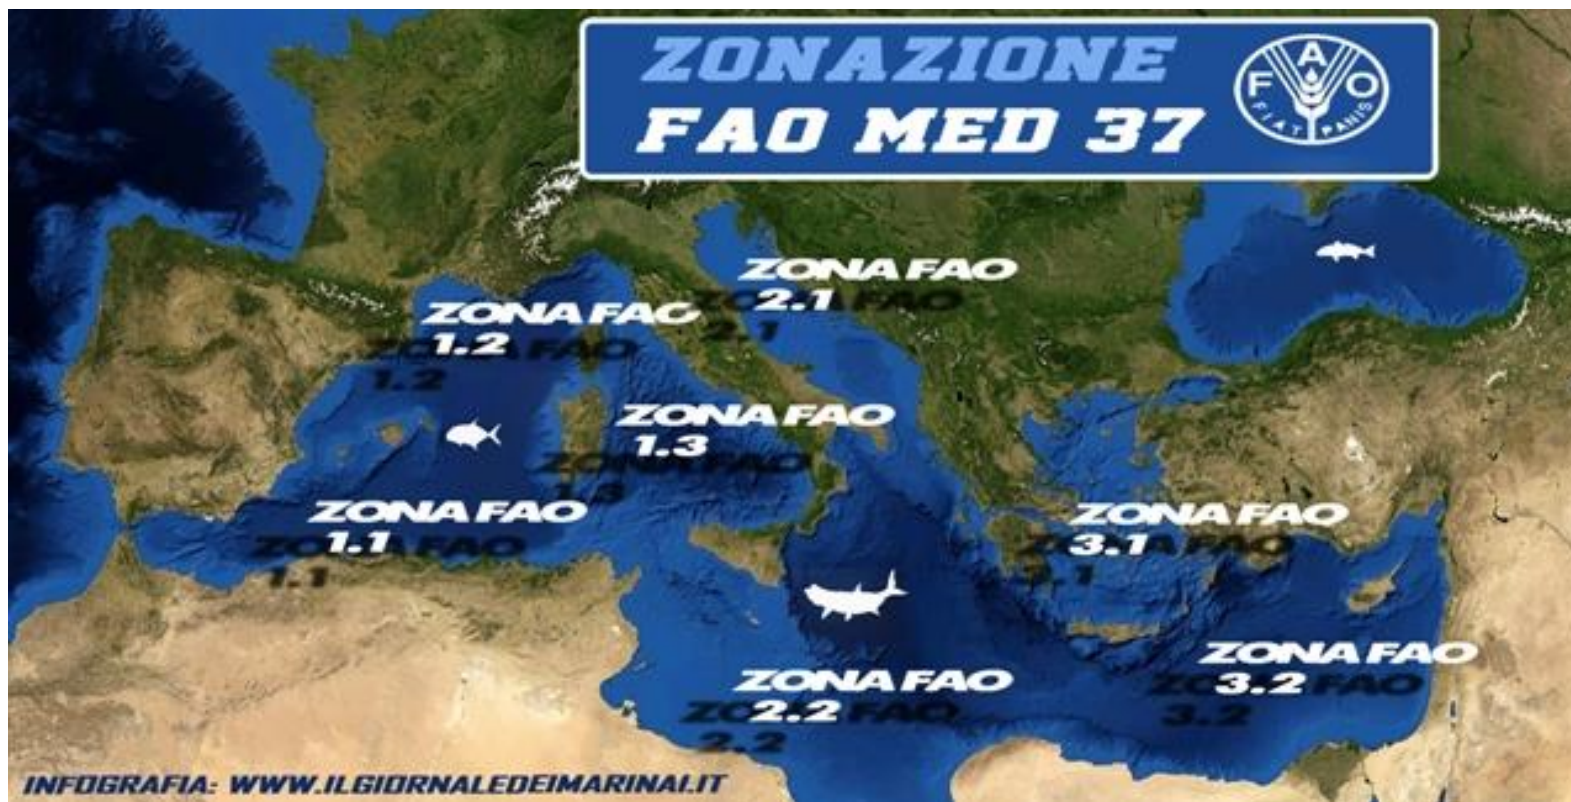 ZONAZIONE
FAO MED 37
F A O
FIAT PANIS
ZONA FAO
2.1
ZONA FAO
1.2
ZONA FAO
1.3
ZONA FAO
1.1
ZONA FAO
3.1
ZONA FAO
3.2
ZONA FAO
2.2
INFOGRAFIA: WWW.ILGIORNALEDEIMARINAI.IT